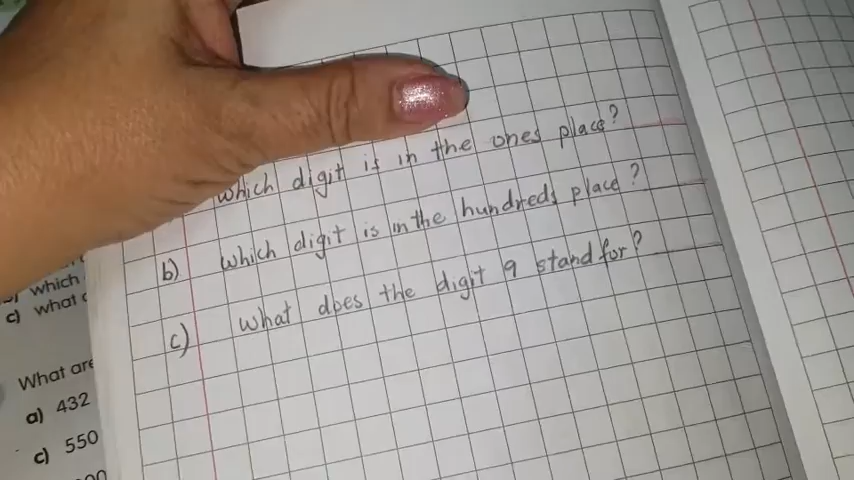 which digit is in the ones place?
b) which digit is in the hundreds place?
c) what does the digit 9 stand for?
which
c) what
What are
a) 432
c) 550